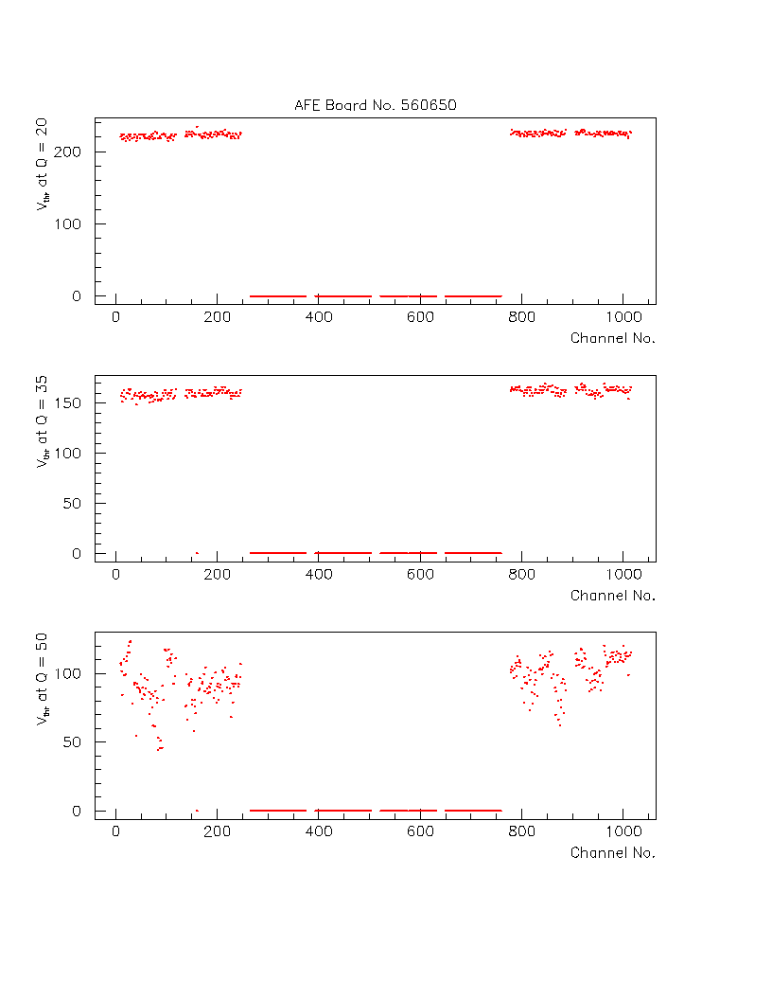 AFE Board No. 560650
V_thr at Q = 20
200
100
0
0 200 400 600 800 1000
Channel No.
V_thr at Q = 35
150
100
50
0
0 200 400 600 800 1000
Channel No.
V_thr at Q = 50
100
50
0
0 200 400 600 800 1000
Channel No.